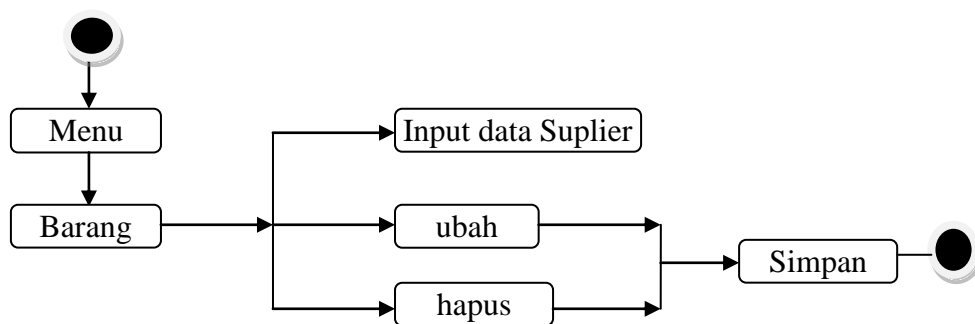 Menu
Input data Suplier
Barang
ubah
Simpan
hapus